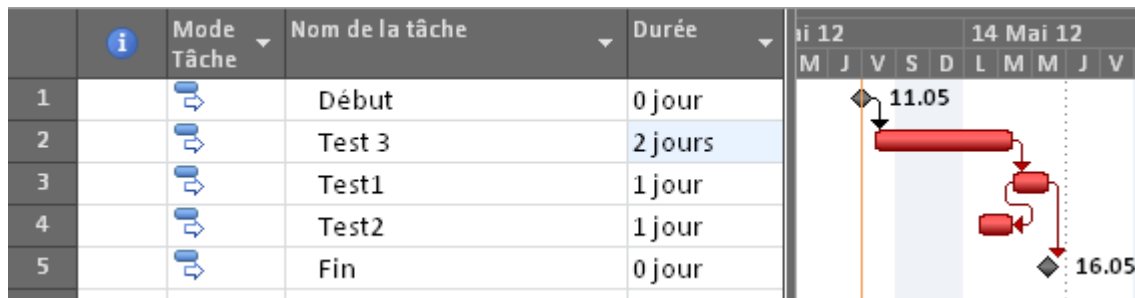 Mode Tâche Nom de la tâche Durée ai 12 14 Mai 12
M J V S D L M M J V
1 Début 0 jour 11.05
2 Test 3 2 jours
3 Test1 1 jour
4 Test2 1 jour
5 Fin 0 jour 16.05